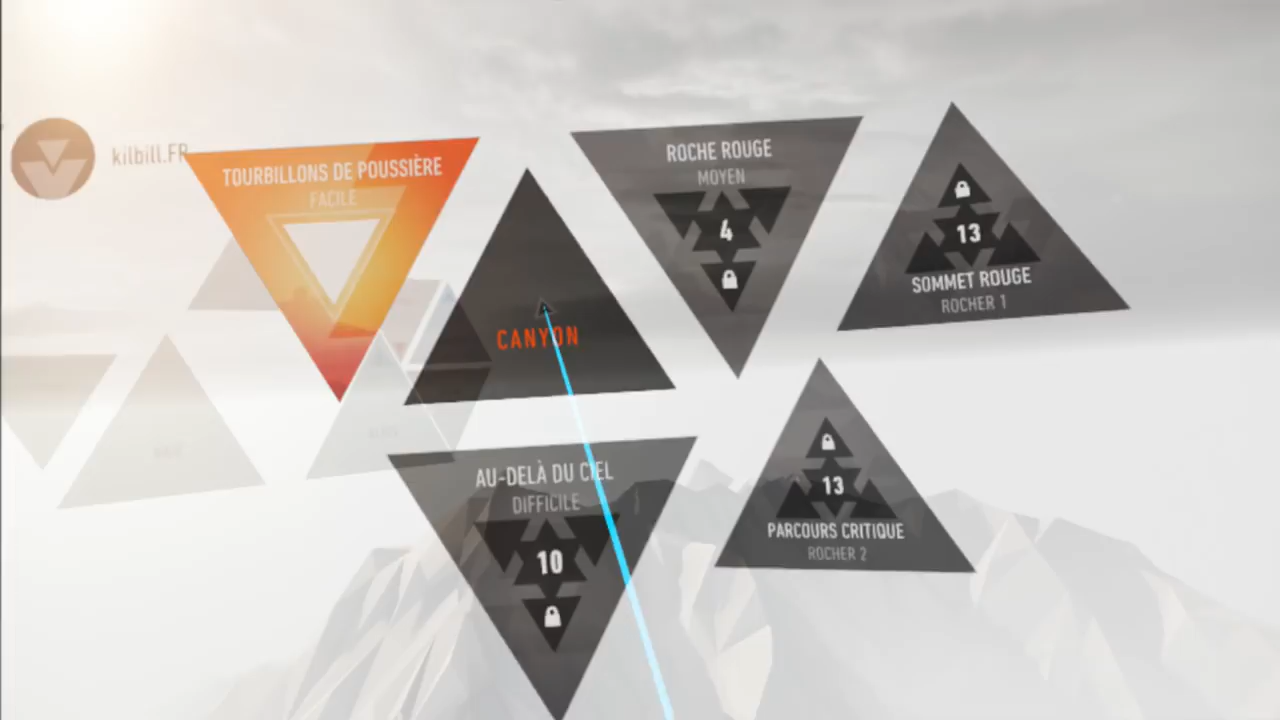 kilbill.FR
TOURBILLONS DE POUSSIÈRE
FACILE
CANYON
ROCHE ROUGE
MOYEN
4
13
SOMMET ROUGE
ROCHER 1
AU-DELÀ DU CIEL
DIFFICILE
10
13
PARCOURS CRITIQUE
ROCHER 2